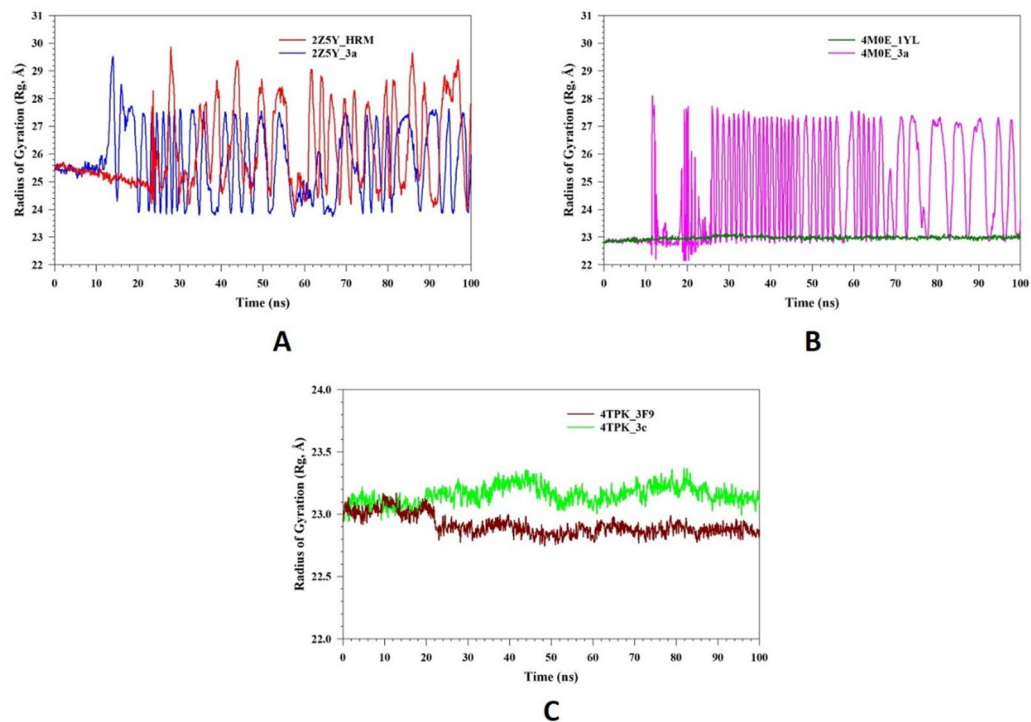 31
30
29
28
27
26
25
24
23
22
Radius of Gyration (Rg, Å)
2Z5Y_HRM
2Z5Y_3a
0 10 20 30 40 50 60 70 80 90 100
Time (ns)
A
31
30
29
28
27
26
25
24
23
22
Radius of Gyration (Rg, Å)
4M0E_1YL
4M0E_3a
0 10 20 30 40 50 60 70 80 90 100
Time (ns)
B
24.0
23.5
23.0
22.5
22.0
Radius of Gyration (Rg, Å)
4TPK_3F9
4TPK_3c
0 10 20 30 40 50 60 70 80 90 100
Time (ns)
C